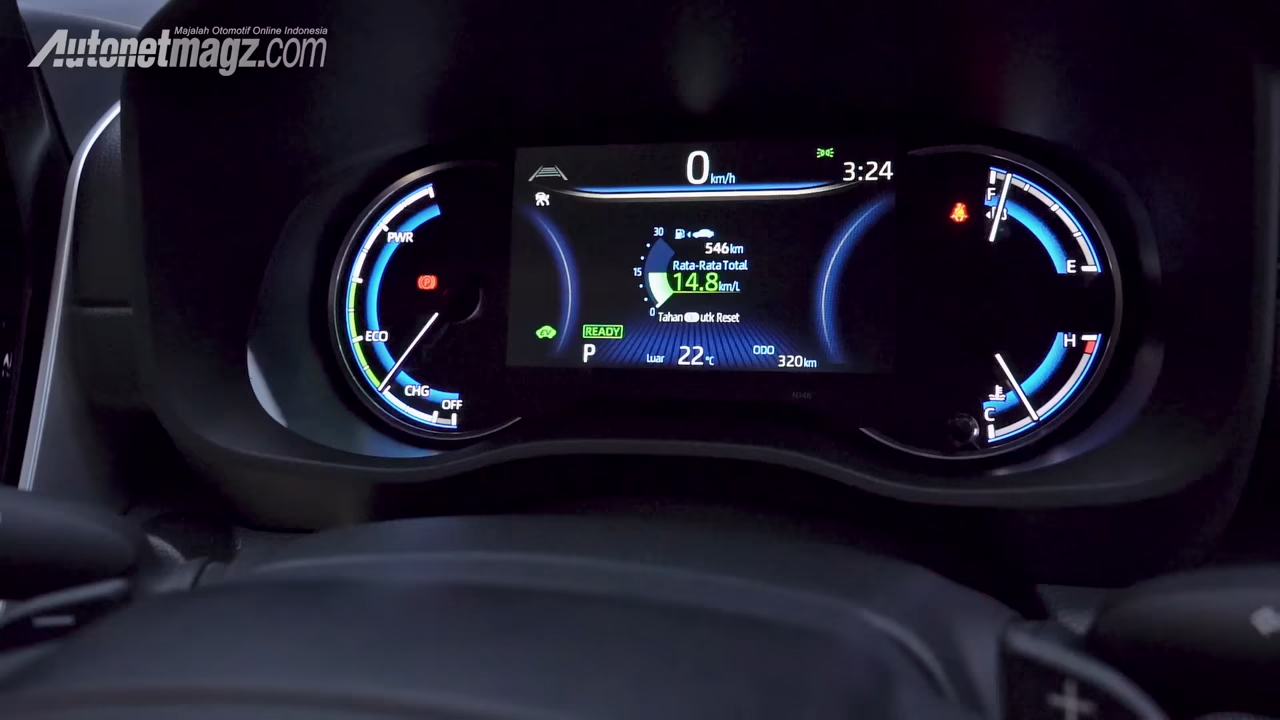 Majalah Otomotif Online Indonesia
Autonetmagz.com
0 km/h
3:24
PWR
ECO
CHG
OFF
30
15
0
546 km
Rata-Rata Total
14.8 km/L
Tahan utk Reset
EV
READY
P
Luar 22 °C
ODO
320 km
F
E
H
C